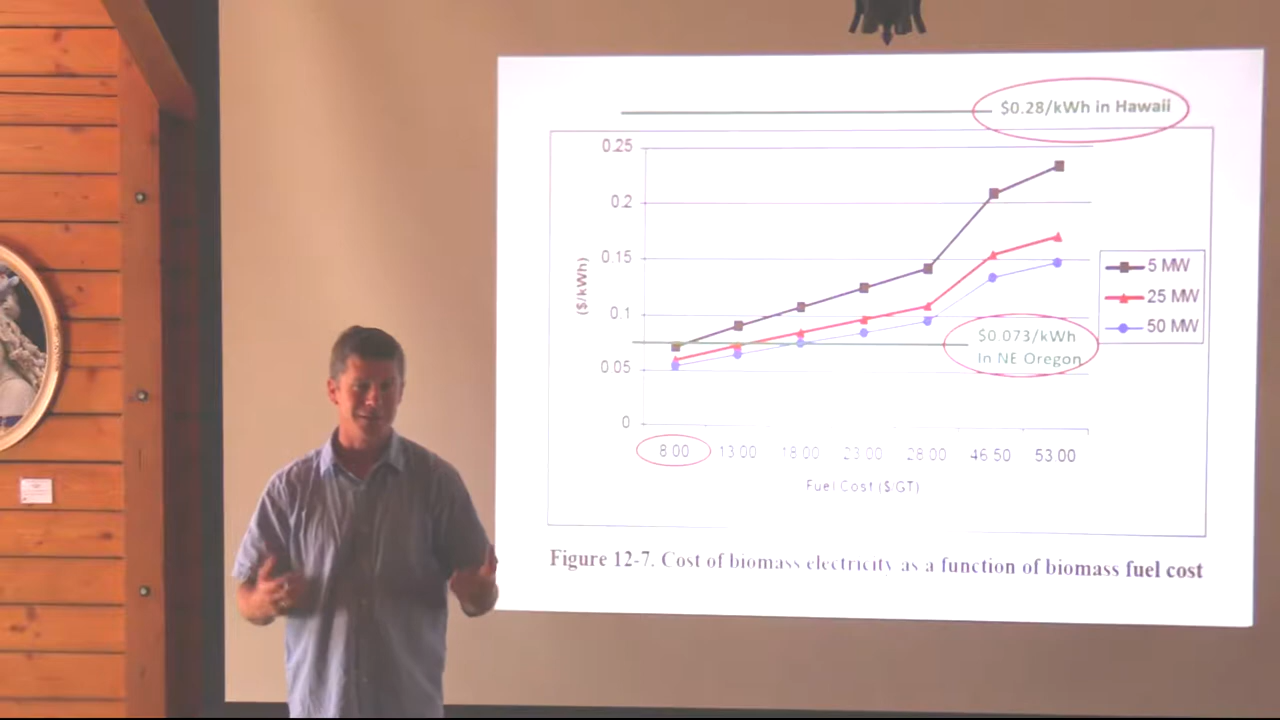 $0.28/kWh in Hawaii
0.25
0.2
0.15
0.1
0.05
0
($/kWh)
5 MW
25 MW
50 MW
$0.073/kWh
In NE Oregon
8.00 13.00 18.00 23.00 28.00 46.50 53.00
Fuel Cost ($/GT)
Figure 12-7. Cost of biomass electricity as a function of biomass fuel cost